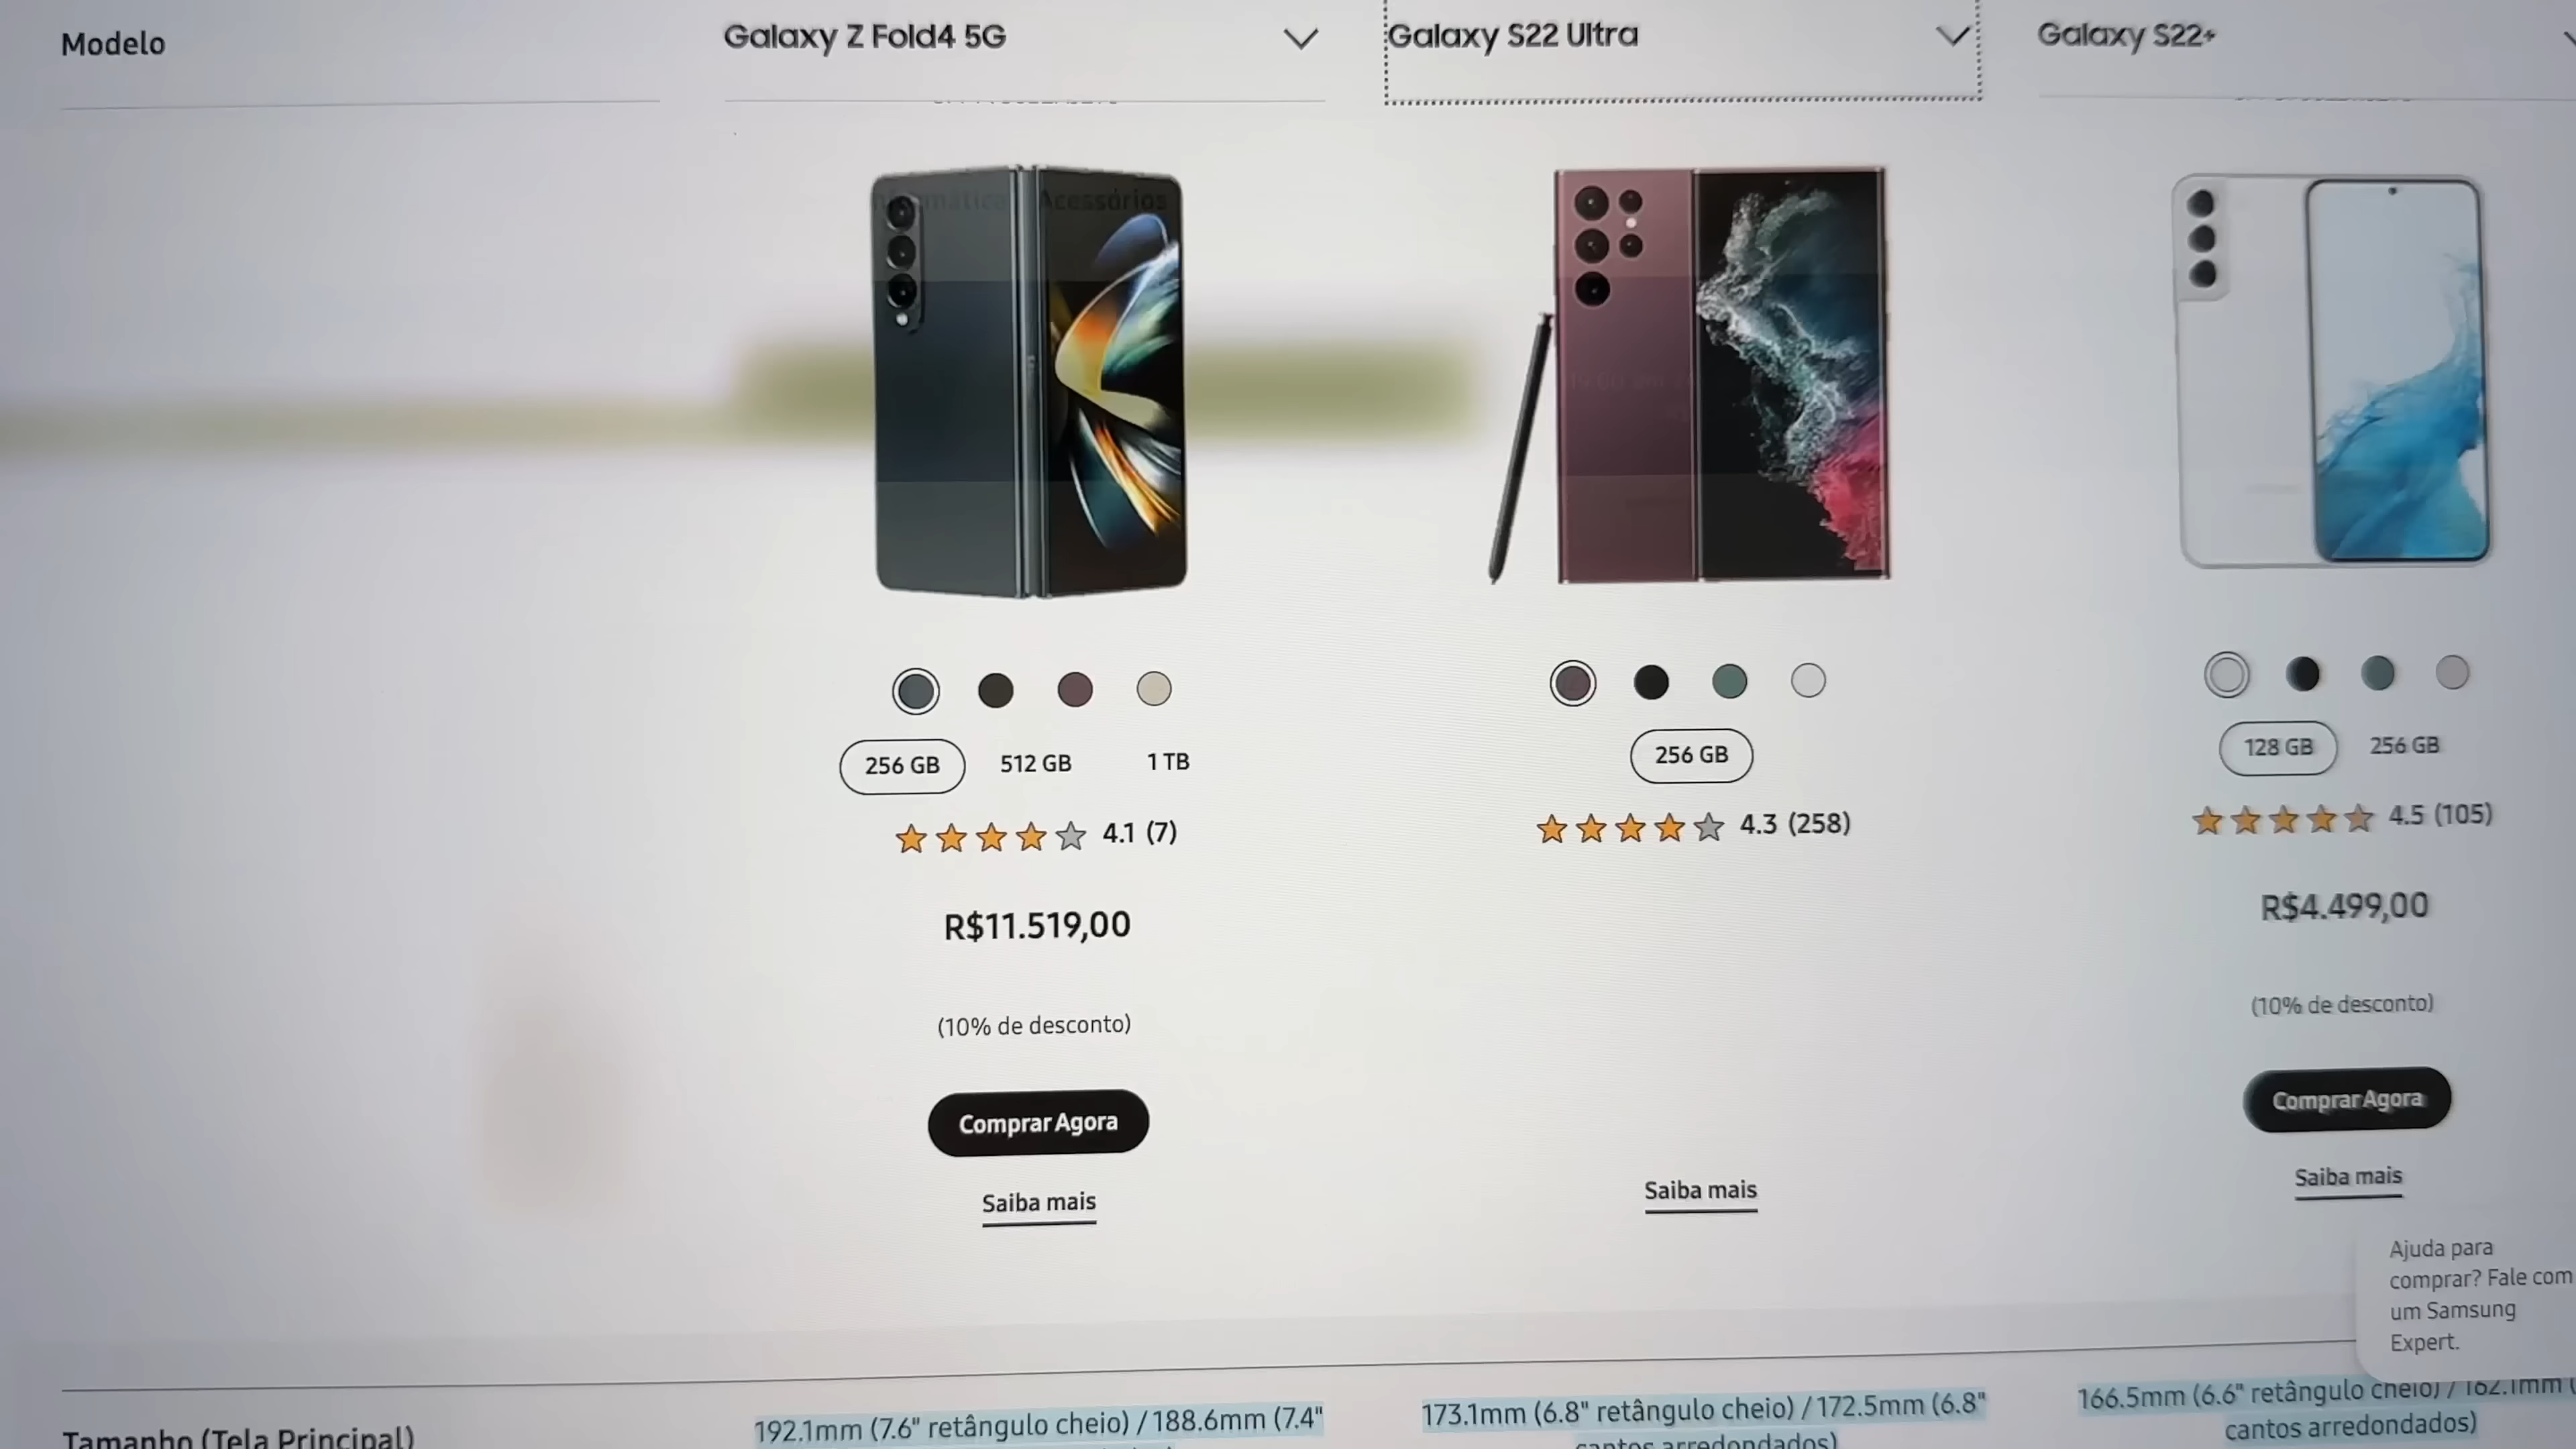 Modelo
Galaxy Z Fold4 5G
Galaxy S22 Ultra
Galaxy S22+
Acessórios
256 GB
512 GB
1 TB
4.1 (7)
R$11.519,00
(10% de desconto)
Comprar Agora
Saiba mais
256 GB
4.3 (258)
Saiba mais
128 GB
256 GB
4.5 (105)
R$4.499,00
(10% de desconto)
Comprar Agora
Saiba mais
Ajuda para
comprar? Fale com
um Samsung
Expert.
Tamanho (Tela Principal)
192.1mm (7.6" retângulo cheio) / 188.6mm (7.4"
173.1mm (6.8" retângulo cheio) / 172.5mm (6.8"
cantos arredondados)
166.5mm (6.6" retângulo cheio) / 162.1mm (
cantos arredondados)